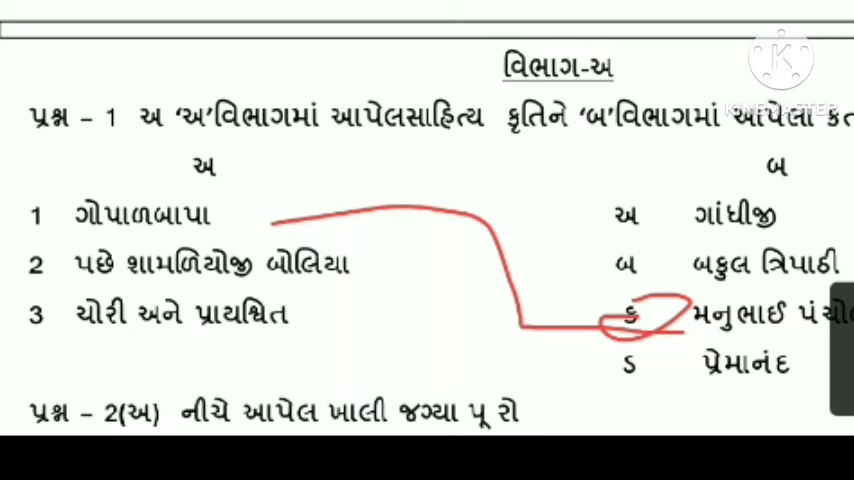 વિભાગ-અ
પ્રશ્ન – 1 અ ‘અ’વિભાગમાં આપેલસાહિત્ય કૃતિને ‘બ’વિભાગમાં આપેલા
અ બ
1 ગોપાળબાપા અ ગાંધીજી
2 પછે શામળિયોજી બોલિયા બ બકુલ ત્રિપાઠી
3 ચોરી અને પ્રાયશ્ચિત ક મનુભાઈ
ડ પ્રેમાનંદ
પ્રશ્ન – 2(અ) નીચે આપેલ ખાલી જગ્યા પૂ રો
K
KINEMASTER